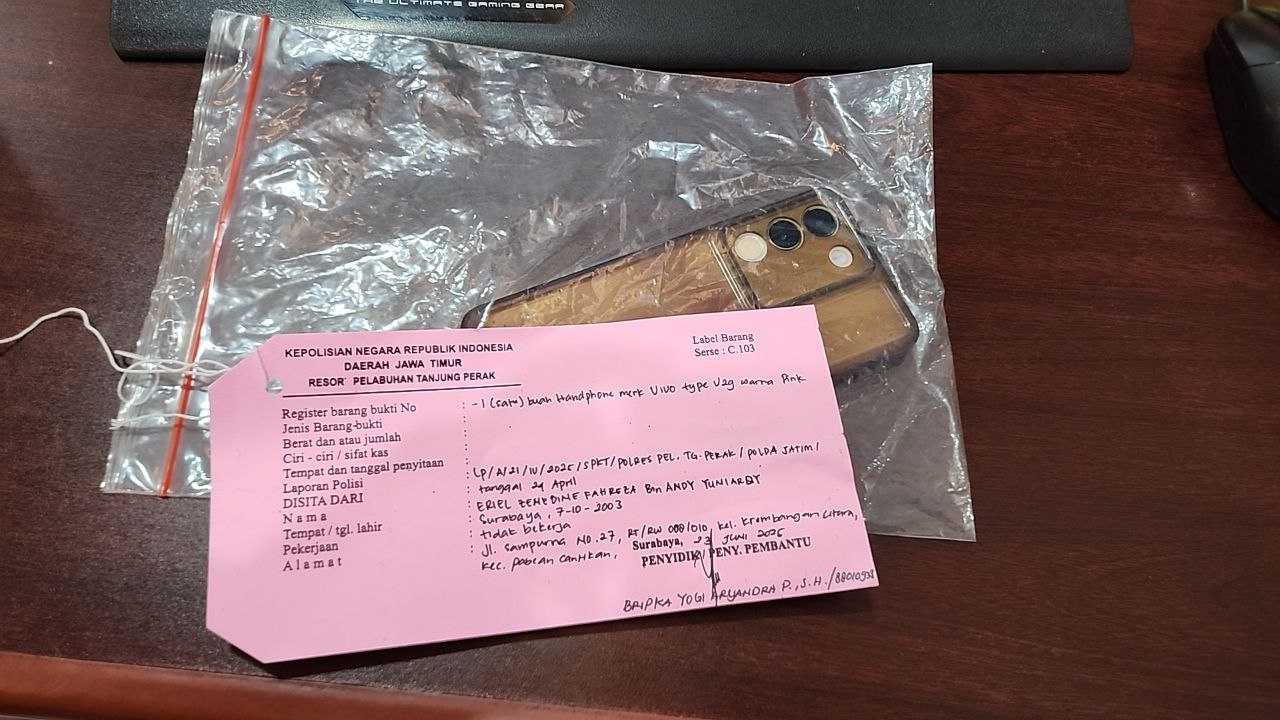 THE ULTIMATE GAMING GEAR
KEPOLISIAN NEGARA REPUBLIK INDONESIA
DAERAH JAWA TIMUR
RESOR PELABUHAN TANJUNG PERAK
Label Barang
Serse : C.103
Register barang bukti No : - 1 (satu) buah Handphone merk VIVO type V29 warna Pink
Jenis Barang-bukti :
Berat dan atau jumlah :
Ciri - ciri / sifat kas :
Tempat dan tanggal penyitaan :
Laporan Polisi : LP/A/21/IV/2025/SPKT/POLRES PEL. TG. PERAK/POLDA JATIM/
DISITA DARI : tanggal 24 April
N a m a : ERIEL ZENEDINE FAHREZA Bin ANDY YUNIARDY
Tempat / tgl. lahir : Surabaya, 7-10-2003
Pekerjaan : tidak bekerja
A l a m a t : Jl. Sampurna No.27, RT/RW 008/010, kel. Krembangan Utara,
kec. Pabean Cantikan,
Surabaya, 23 JUNI 2025
PENYIDIK/PENY. PEMBANTU
BRIPKA YOGI ARYANDRA P., S.H./